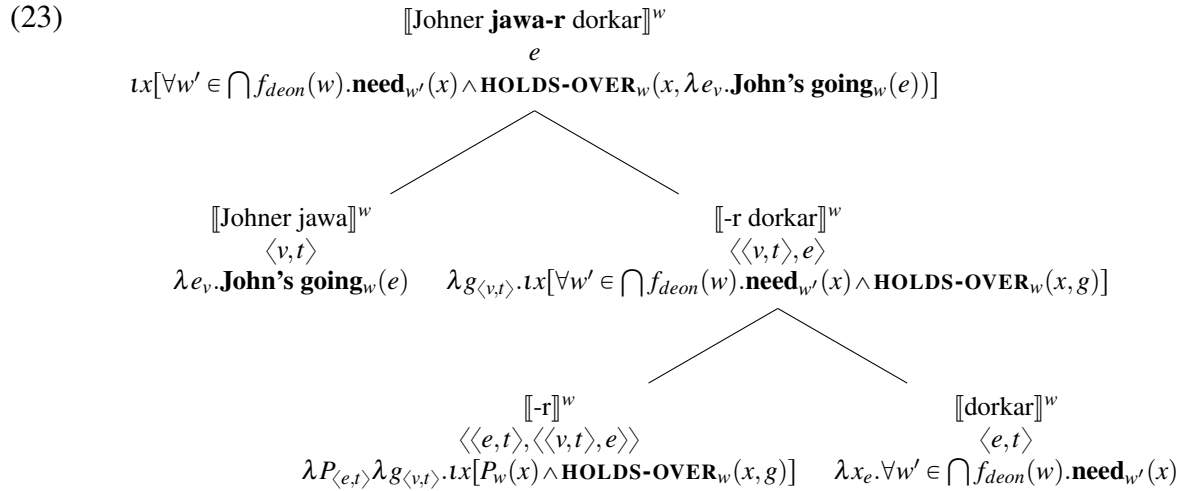 (23)
⟦Johner jawa-r dorkar⟧ʷ
e
ιx[∀w′ ∈ ⋂ f_deon(w).need_w′(x) ∧ HOLDS-OVER_w(x, λe_v.John's going_w(e))]
⟦Johner jawa⟧ʷ ⟦-r dorkar⟧ʷ
⟨v,t⟩ ⟨⟨v,t⟩,e⟩
λe_v.John's going_w(e) λg_⟨v,t⟩.ιx[∀w′ ∈ ⋂ f_deon(w).need_w′(x) ∧ HOLDS-OVER_w(x,g)]
⟦-r⟧ʷ ⟦dorkar⟧ʷ
⟨⟨e,t⟩,⟨⟨v,t⟩,e⟩⟩ ⟨e,t⟩
λP_⟨e,t⟩λg_⟨v,t⟩.ιx[P_w(x) ∧ HOLDS-OVER_w(x,g)] λx_e.∀w′ ∈ ⋂ f_deon(w).need_w′(x)